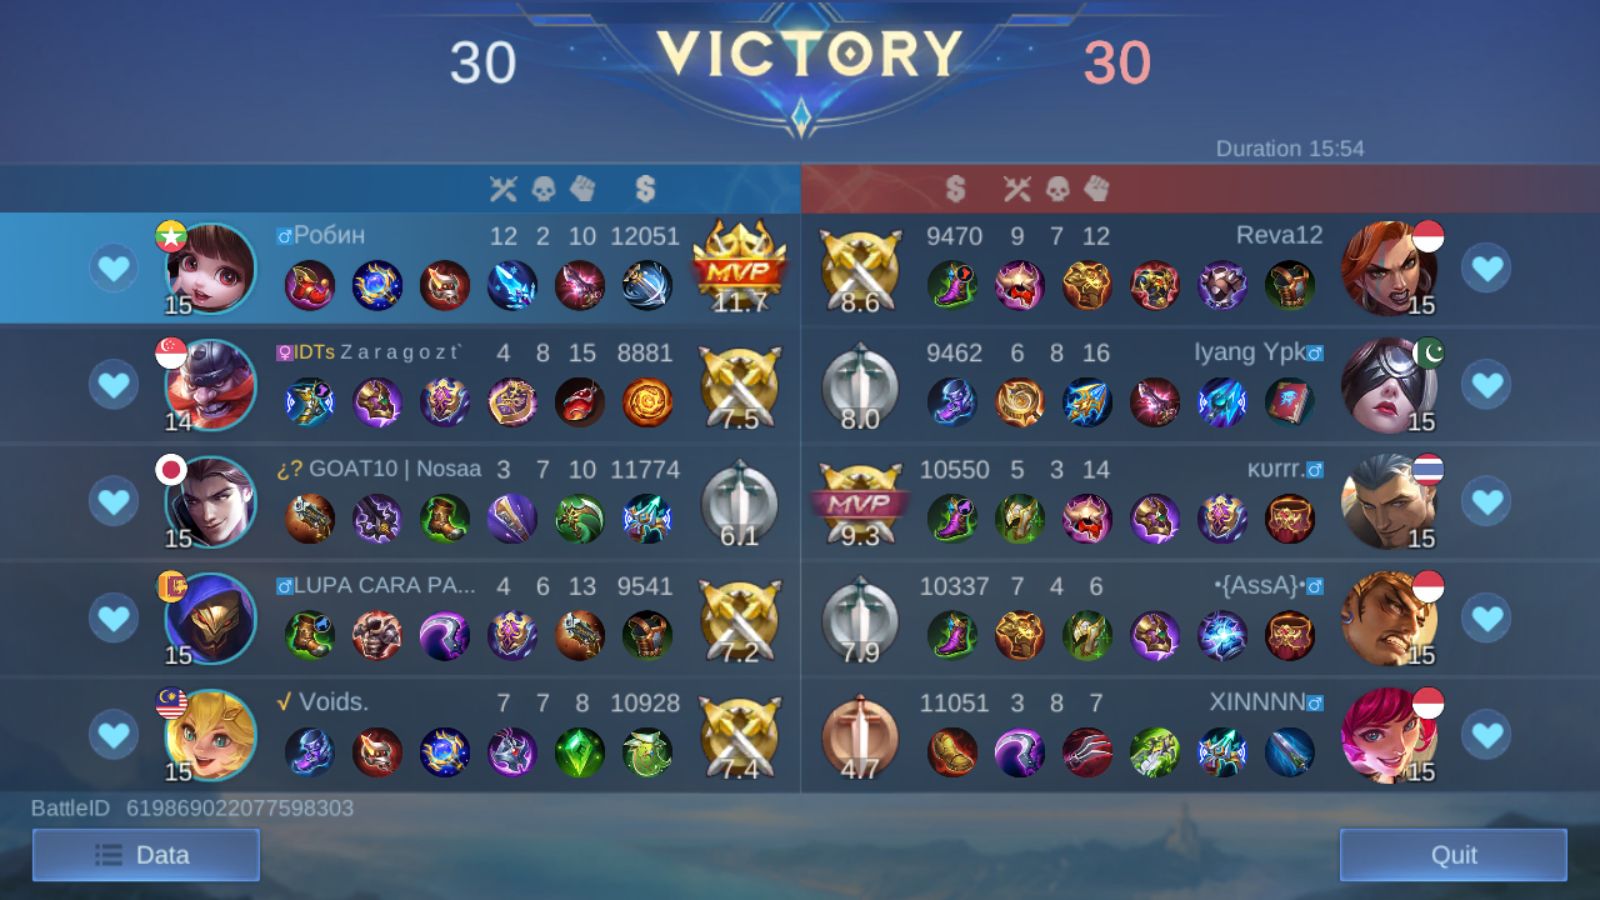 30 VICTORY 30
Duration 15:54
Робин 12 2 10 12051 MVP 11.7 15
8.6 9470 9 7 12 Reva12 15
IDTs Z a r a g o z t` 4 8 15 8881 7.5 14
8.0 9462 6 8 16 Iyang Ypk 15
¿? GOAT10 | Nosaa 3 7 10 11774 6.1 15
MVP 9.3 10550 5 3 14 ĸυrrr. 15
LUPA CARA PA... 4 6 13 9541 7.2 15
7.9 10337 7 4 6 •{AssA}• 15
√ Voids. 7 7 8 10928 7.4 15
4.7 11051 3 8 7 XINNNN 15
BattleID 619869022077598303
Data
Quit